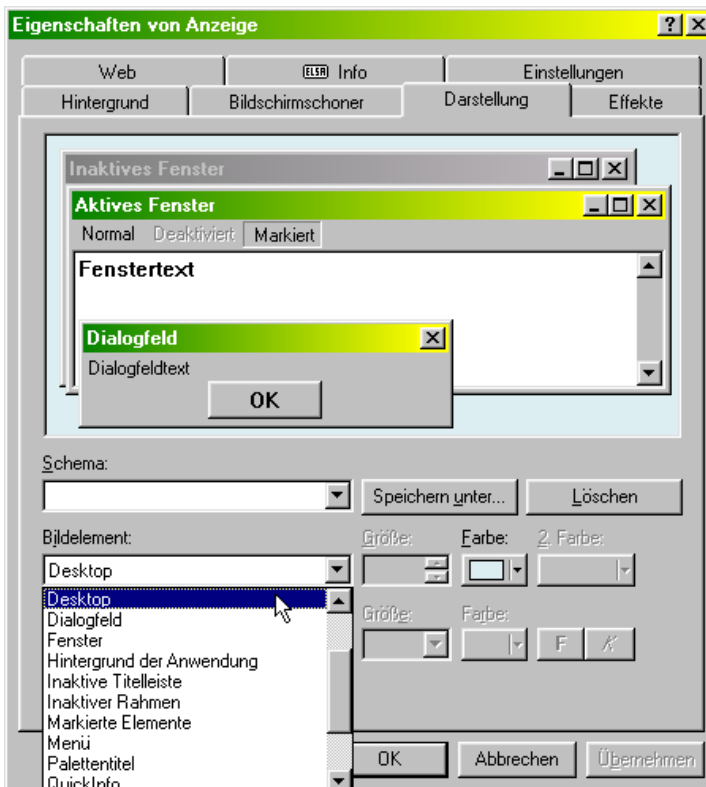 Eigenschaften von Anzeige
Web ELSA Info Einstellungen
Hintergrund Bildschirmschoner Darstellung Effekte
Inaktives Fenster
Aktives Fenster
Normal Deaktiviert Markiert
Fenstertext
Dialogfeld
Dialogfeldtext
OK
Schema:
Speichern unter... Löschen
Bildelement: Größe: Farbe: 2. Farbe:
Desktop
Desktop
Dialogfeld
Größe: Farbe:
Fenster
F K
Hintergrund der Anwendung
Inaktive Titelleiste
Inaktiver Rahmen
Markierte Elemente
Menü
Palettentitel
OK Abbrechen Übernehmen
QuickInfo